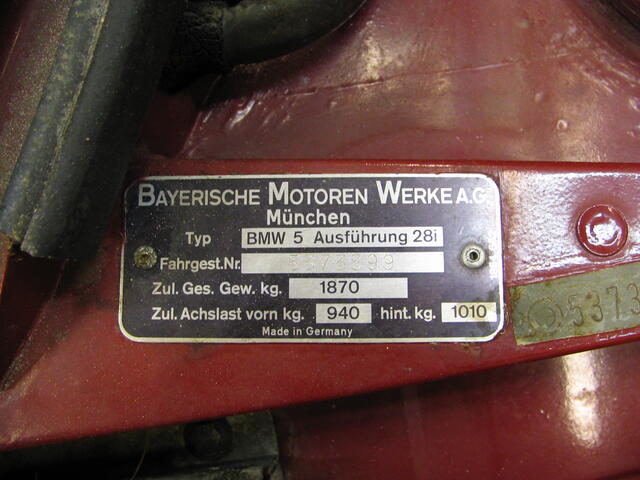 BAYERISCHE MOTOREN WERKE A.G.
München
Typ BMW 5 Ausführung 28i
Fahrgest.Nr.
Zul. Ges. Gew. kg. 1870
Zul. Achslast vorn kg. 940 hint. kg. 1010
Made in Germany
5373